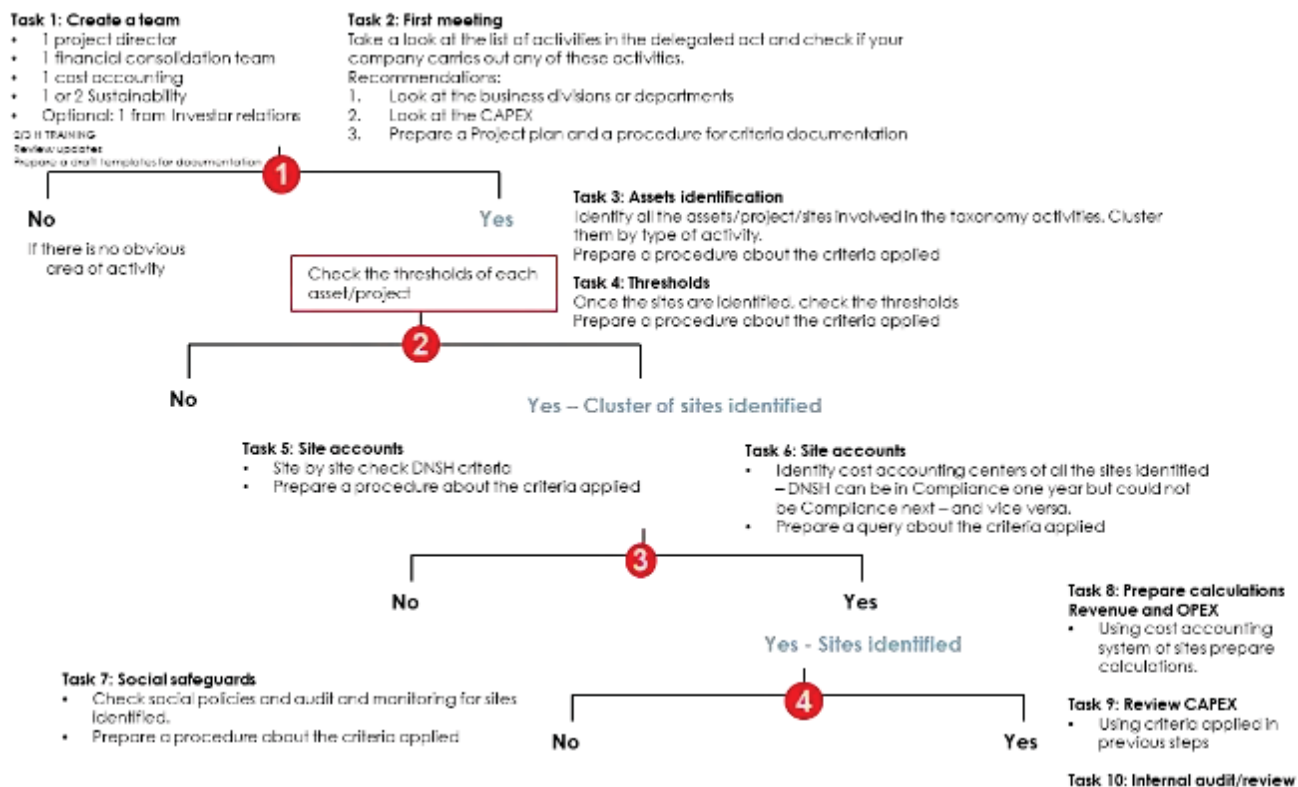 Task 1: Create a team
• 1 project director
• 1 financial consolidation team
• 1 cost accounting
• 1 or 2 Sustainability
• Optional: 1 from Investor relations
TRAINING
Review updates
Prepare a draft templates for documentation
Task 2: First meeting
Take a look at the list of activities in the delegated act and check if your
company carries out any of these activities.
Recommendations:
1. Look at the business divisions or departments
2. Look at the CAPEX
3. Prepare a Project plan and a procedure for criteria documentation
1
No
If there is no obvious
area of activity
Yes
Task 3: Assets identification
Identify all the assets/project/sites involved in the taxonomy activities. Cluster
them by type of activity.
Prepare a procedure about the criteria applied
Task 4: Thresholds
Once the sites are identified, check the thresholds
Prepare a procedure about the criteria applied
Check the thresholds of each
asset/project
2
No
Yes – Cluster of sites identified
Task 5: Site accounts
• Site by site check DNSH criteria
• Prepare a procedure about the criteria applied
Task 6: Site accounts
• Identify cost accounting centers of all the sites identified
– DNSH can be in Compliance one year but could not
be Compliance next – and vice versa.
• Prepare a query about the criteria applied
3
No
Yes
Yes - Sites identified
Task 7: Social safeguards
• Check social policies and audit and monitoring for sites
identified.
• Prepare a procedure about the criteria applied
4
No
Yes
Task 8: Prepare calculations
Revenue and OPEX
• Using cost accounting
system of sites prepare
calculations.
Task 9: Review CAPEX
• Using criteria applied in
previous steps
Task 10: Internal audit/review